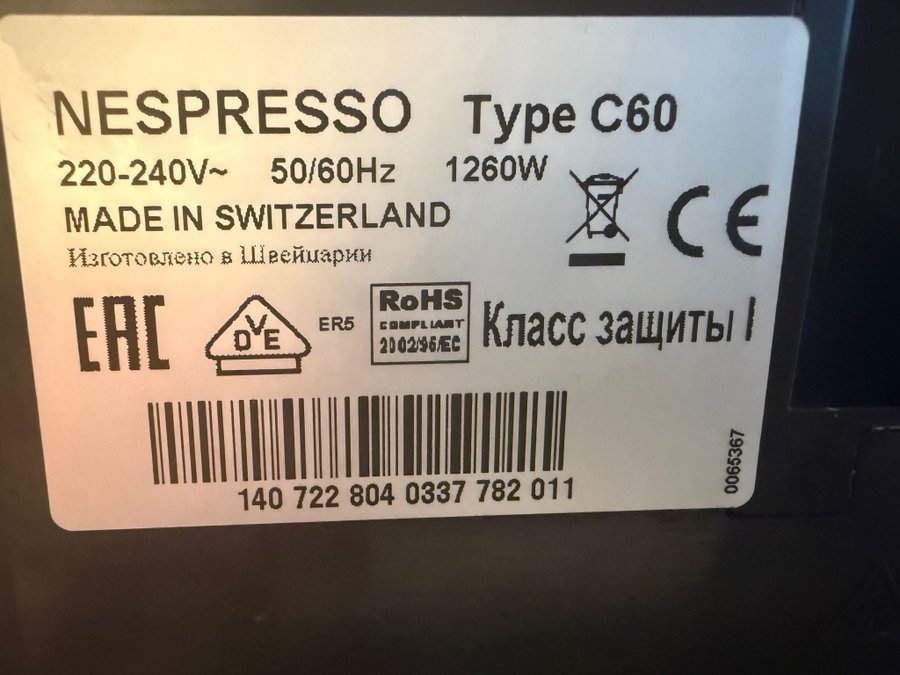 NESPRESSO Type C60
220-240V~ 50/60Hz 1260W
MADE IN SWITZERLAND
Изготовлено в Швейцарии
CE
EAC
VDE
ER5
RoHS
COMPLIANT
2002/95/EC
Класс защиты I
140 722 804 0337 782 011
0065367